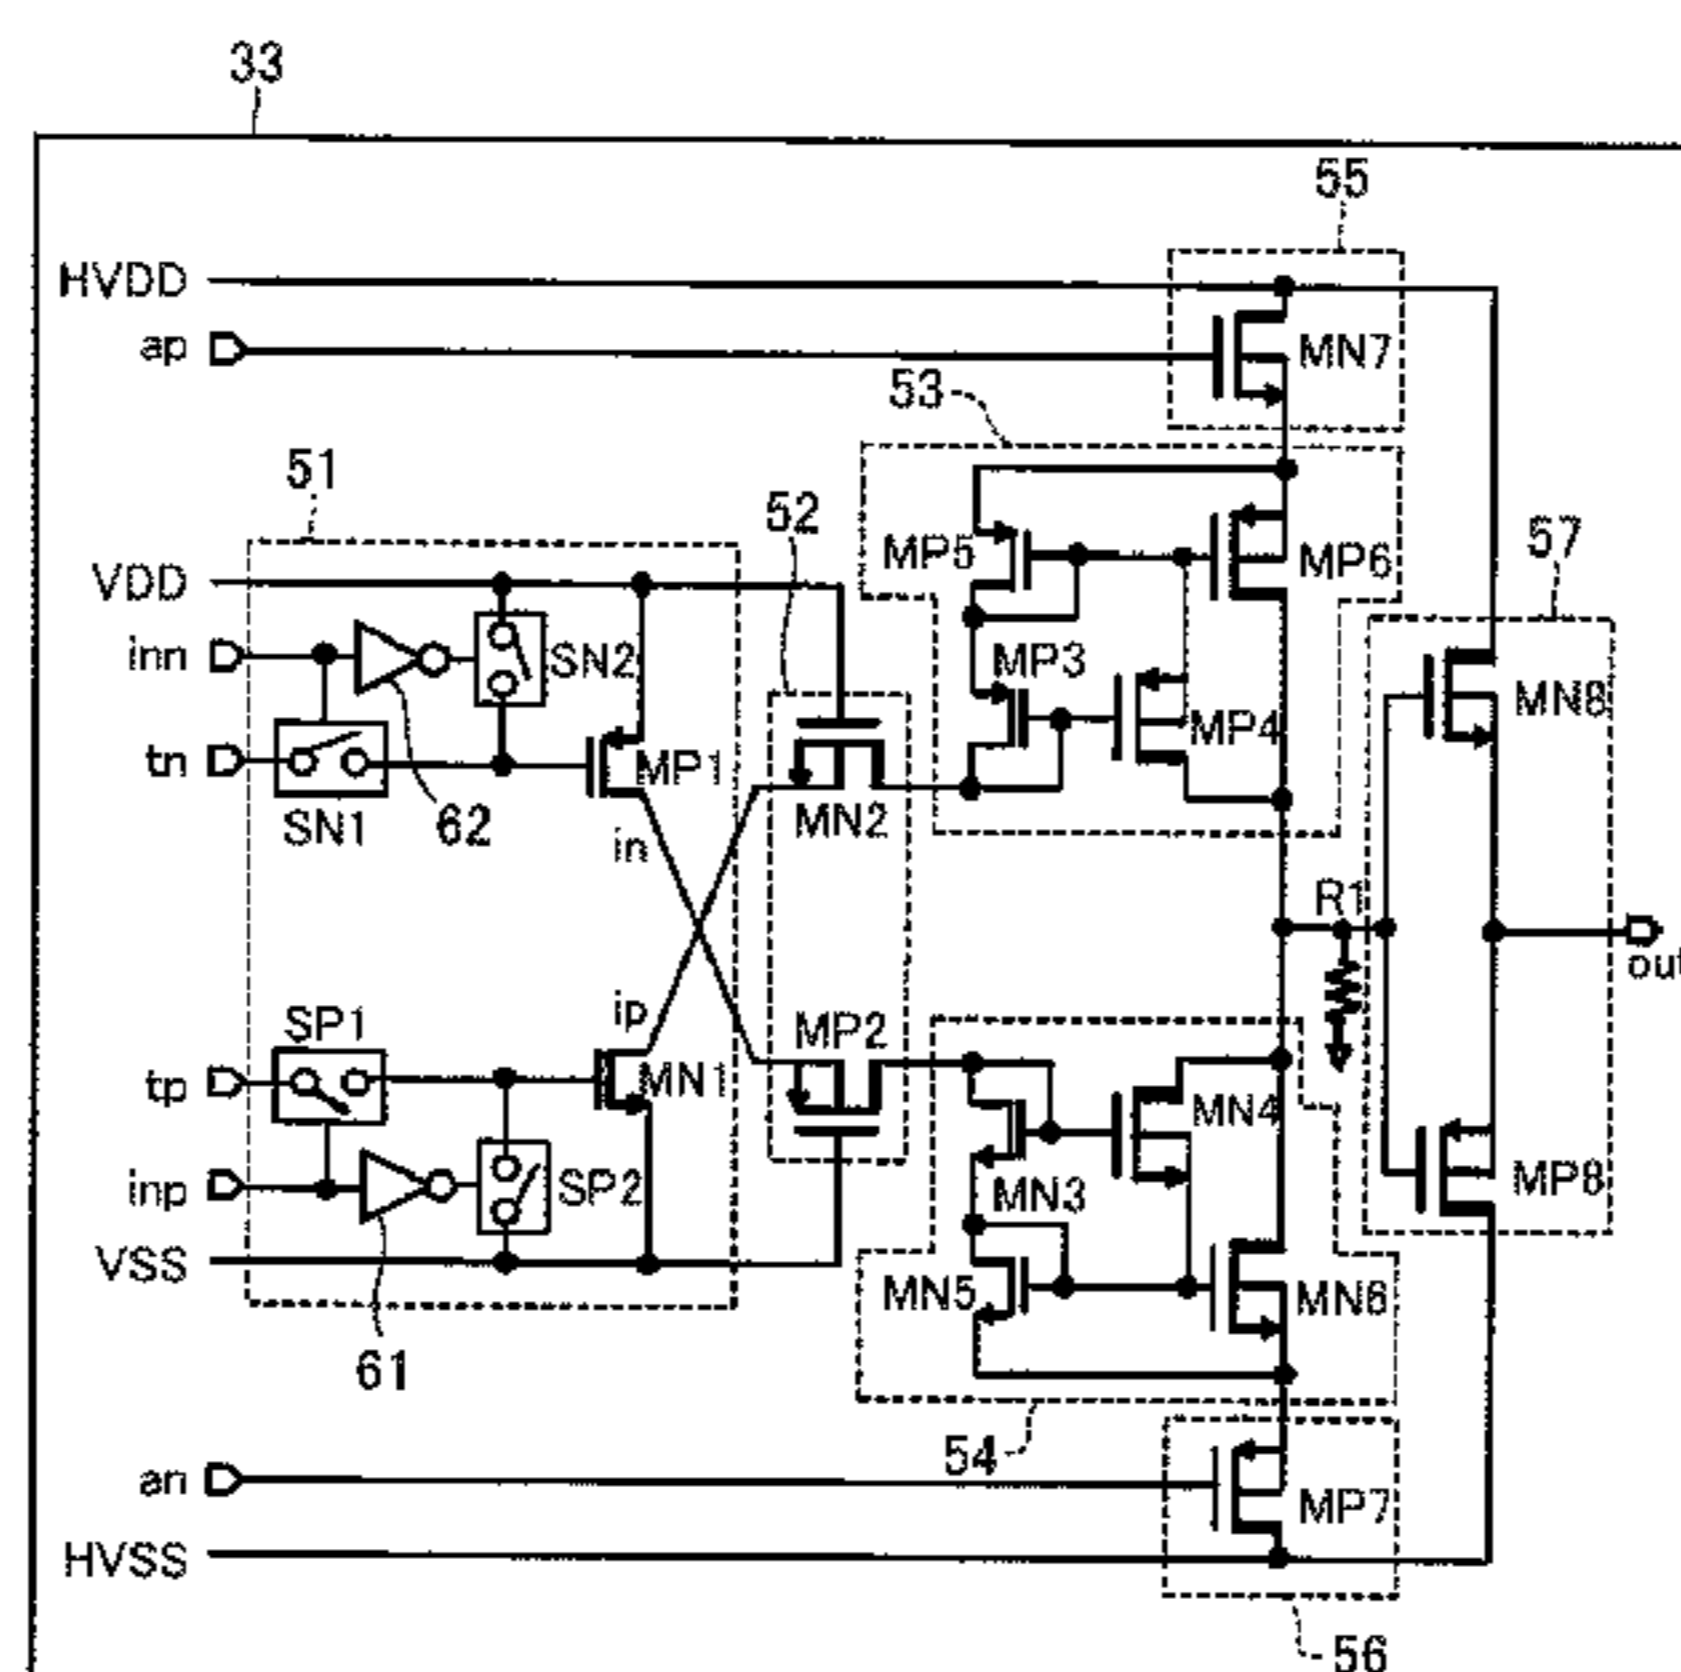 33
55
HVDD
ap
MN7
53
51
52
57
VDD
MP5
MP6
inn
SN2
MP3
MN8
tn
MP1
MP4
SN1
62
in
MN2
R1
out
SP1
ip
MP2
tp
MN1
MN4
inp
SP2
MN3
MP8
VSS
MN5
MN6
61
54
an
MP7
HVSS
56